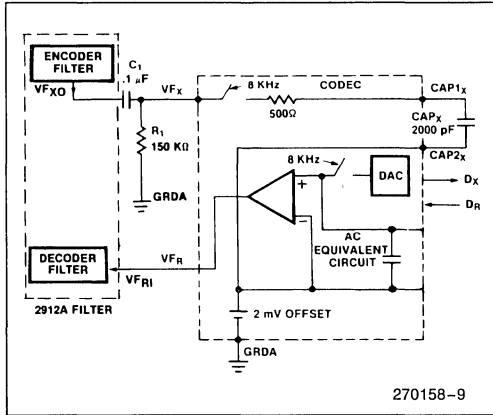 ENCODER
FILTER
VFXO
C1
.1 μF
VFX
R1
150 KΩ
GRDA
8 KHz
500Ω
CODEC
CAP1X
CAPX
2000 pF
CAP2X
8 KHz
DAC
DX
DR
+
−
AC
EQUIVALENT
CIRCUIT
DECODER
FILTER
VFR
VFRI
2912A FILTER
2 mV OFFSET
GRDA
270158-9